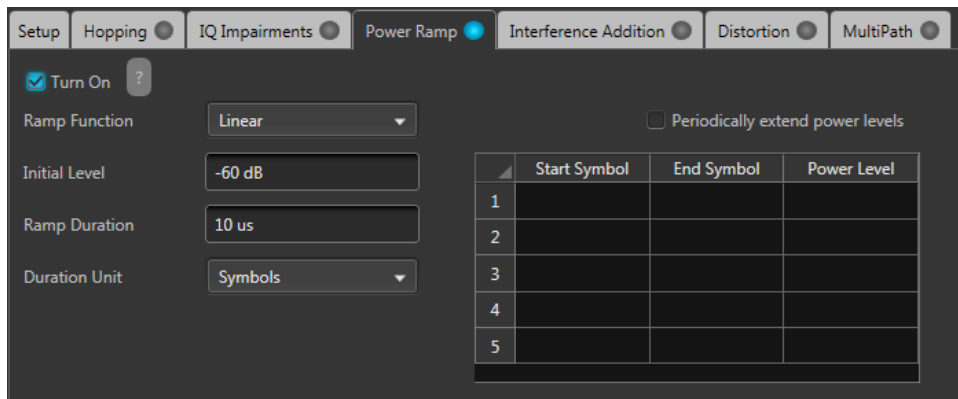 Setup Hopping IQ Impairments Power Ramp Interference Addition Distortion MultiPath
Turn On ?
Ramp Function Linear Periodically extend power levels
Initial Level -60 dB
Start Symbol End Symbol Power Level
1
Ramp Duration 10 us
2
Duration Unit Symbols
3
4
5